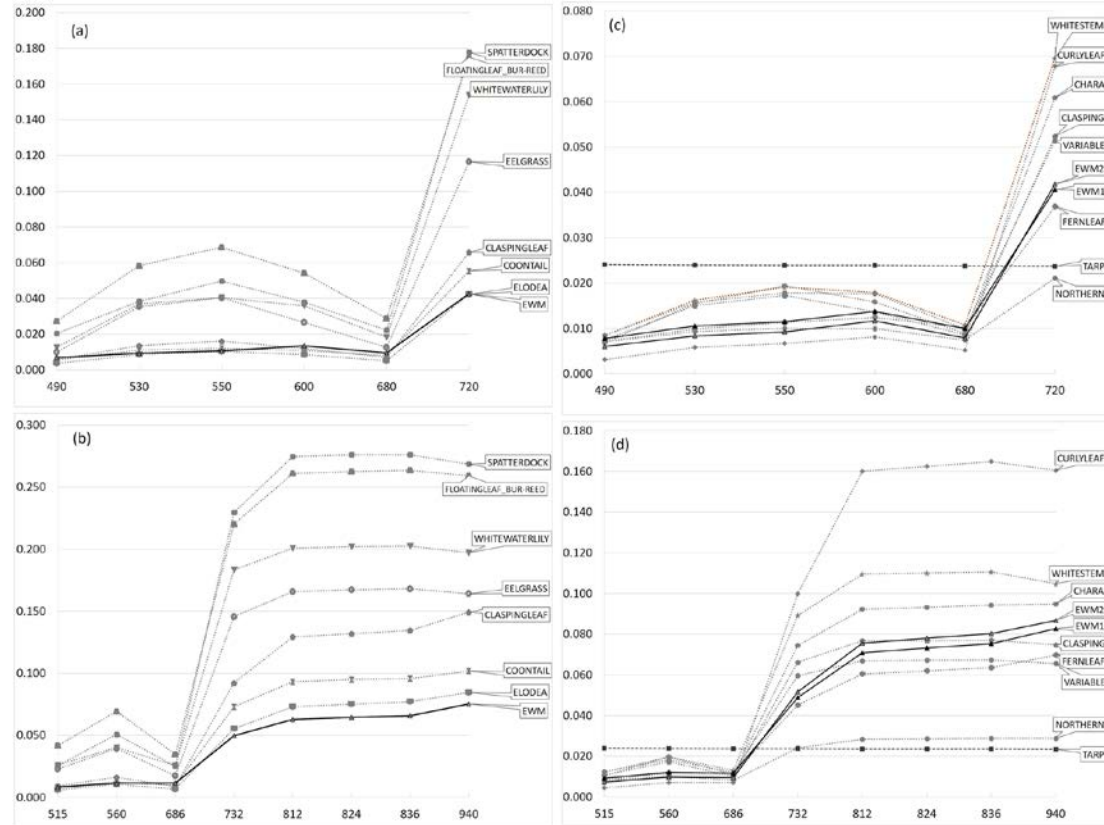 (a)
0.200
0.180
0.160
0.140
0.120
0.100
0.080
0.060
0.040
0.020
0.000
490 530 550 600 680 720
SPATTERDOCK
FLOATINGLEAF_BUR-REED
WHITEWATERLILY
EELGRASS
CLASPINGLEAF
COONTAIL
ELODEA
EWM
(c)
0.080
0.070
0.060
0.050
0.040
0.030
0.020
0.010
0.000
490 530 550 600 680 720
WHITESTEM
CURLYLEAF
CHARA
CLASPING
VARIABLE
EWM2
EWM1
FERNLEAF
TARP
NORTHERN
(b)
0.300
0.250
0.200
0.150
0.100
0.050
0.000
515 560 686 732 812 824 836 940
SPATTERDOCK
FLOATINGLEAF_BUR-REED
WHITEWATERLILY
EELGRASS
CLASPINGLEAF
COONTAIL
ELODEA
EWM
(d)
0.180
0.160
0.140
0.120
0.100
0.080
0.060
0.040
0.020
0.000
515 560 686 732 812 824 836 940
CURLYLEAF
WHITESTEM
CHARA
EWM2
EWM1
CLASPING
FERNLEAF
VARIABLE
NORTHERN
TARP